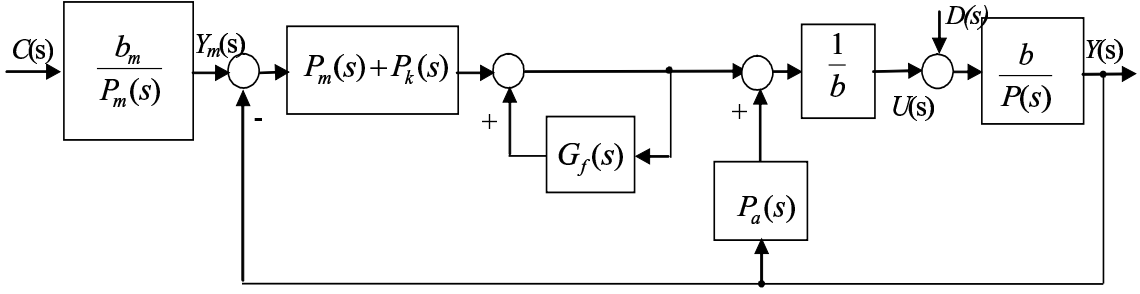 C(s)
b_m
P_m(s)
Y_m(s)
-
P_m(s)+P_k(s)
+
G_f(s)
+
P_a(s)
1
b
U(s)
D(s)
b
P(s)
Y(s)